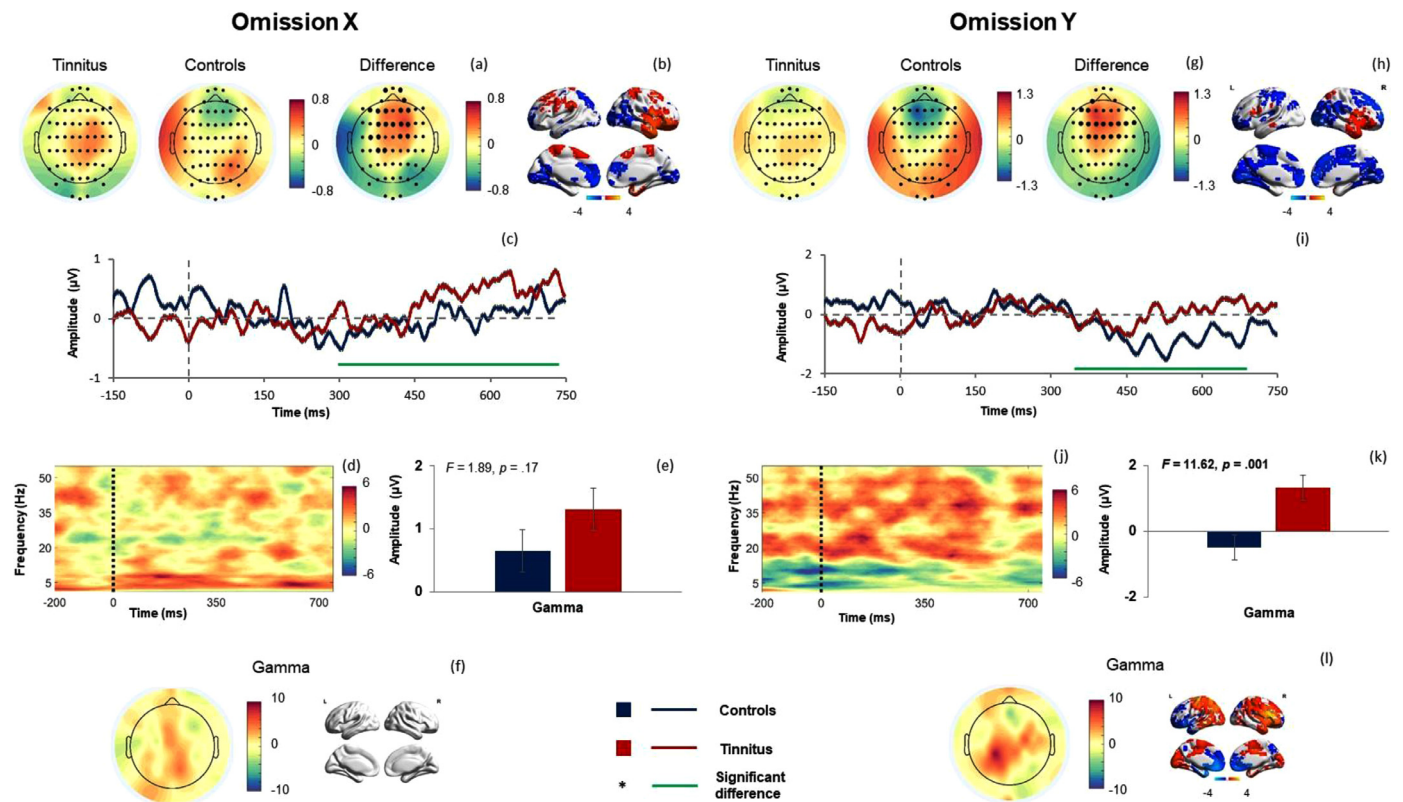 Omission X
Omission Y
Tinnitus
Controls
Difference
(a)
(b)
0.8
0
-0.8
0.8
0
-0.8
-4
4
Tinnitus
Controls
Difference
(g)
(h)
1.3
0
-1.3
1.3
0
-1.3
L
R
-4
4
(c)
Amplitude (µV)
1
0
-1
-150
0
150
300
450
600
750
Time (ms)
(i)
Amplitude (µV)
2
0
-2
-150
0
150
300
450
600
750
Time (ms)
(d)
Frequency (Hz)
50
35
20
5
-200
0
350
700
Time (ms)
6
0
-6
(e)
F = 1.89, p = .17
Amplitude (µV)
2
1
0
Gamma
(j)
Frequency (Hz)
50
35
20
5
-200
0
350
700
Time (ms)
6
0
-6
(k)
F = 11.62, p = .001
Amplitude (µV)
2
0
-2
Gamma
Gamma
(f)
10
0
-10
L
R
Controls
Tinnitus
*
Significant
difference
Gamma
(l)
10
0
-10
L
R
-4
4